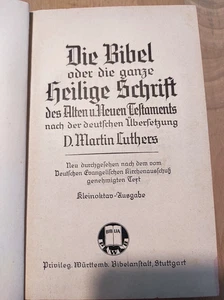 Die Bibel
oder die ganze
Heilige Schrift
des Alten u. Neuen Testaments
nach der deutschen Übersetzung
D. Martin Luthers
Neu durchgesehen nach dem vom
Deutschen Evangelischen Kirchenausschuß
genehmigten Text
Kleinoktav-Ausgabe
BIBLIA
Privileg. Württemb. Bibelanstalt, Stuttgart